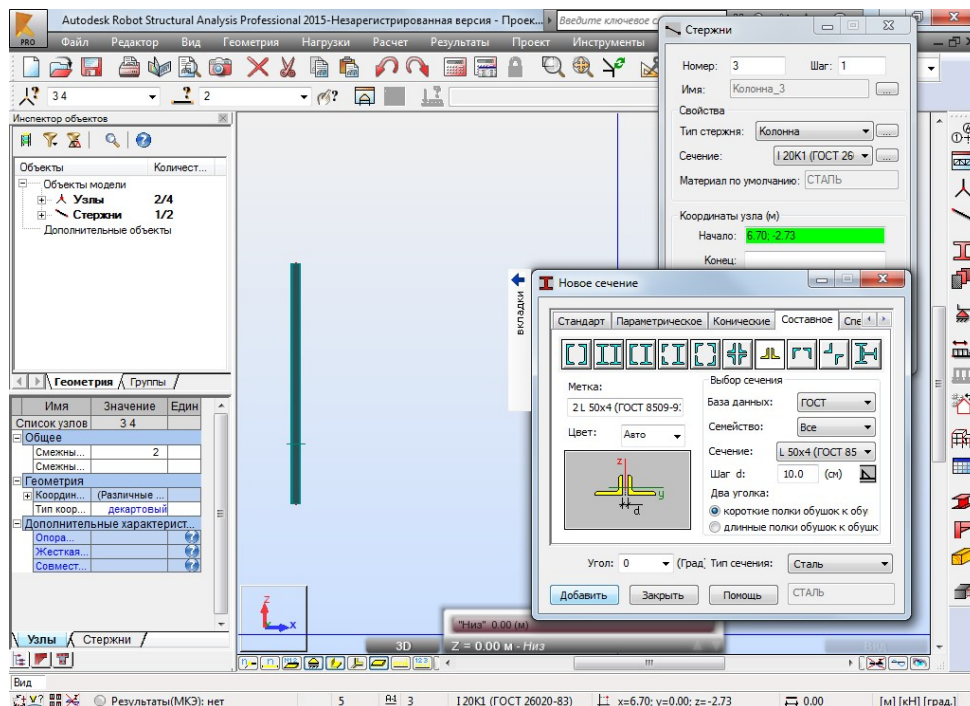 Autodesk Robot Structural Analysis Professional 2015-Незарегистрированная версия - Проек...
Введите ключевое с
PRO
Файл Редактор Вид Геометрия Нагрузки Расчет Результаты Проект Инструменты
3 4
2
Инспектор объектов
Объекты Количест...
Объекты модели
Узлы 2/4
Стержни 1/2
Дополнительные объекты
Геометрия Группы
Имя Значение Един
Список узлов 3 4
Общее
Смежны... 2
Смежны...
Геометрия
Координ... (Различные ...
Тип коор... декартовый
Дополнительные характерист...
Опора...
Жесткая...
Совмест...
Узлы Стержни
Вид
Результаты(МКЭ): нет
5
3
I 20K1 (ГОСТ 26020-83)
x=6.70; y=0.00; z=-2.73
0.00
[м] [кН] [град.]
вкладки
z
x
"Низ" 0.00 (м)
3D
Z = 0.00 м - Низ
Вид
Стержни
Номер: 3 Шаг: 1
Имя: Колонна_3 ...
Свойства
Тип стержня: Колонна ...
Сечение: I 20K1 (ГОСТ 26 ...
Материал по умолчанию: СТАЛЬ
Координаты узла (м)
Начало: 6.70; -2.73
Конец:
Новое сечение
Стандарт Параметрическое Конические Составное Спе
Метка:
2 L 50x4 (ГОСТ 8509-9:
Цвет: Авто
z
y
d
Выбор сечения
База данных: ГОСТ
Семейство: Все
Сечение: L 50x4 (ГОСТ 85
Шаг d: 10.0 (см)
Два уголка:
короткие полки обушок к обу
длинные полки обушок к обушк
Угол: 0 (Град Тип сечения: Сталь
Добавить Закрыть Помощь СТАЛЬ